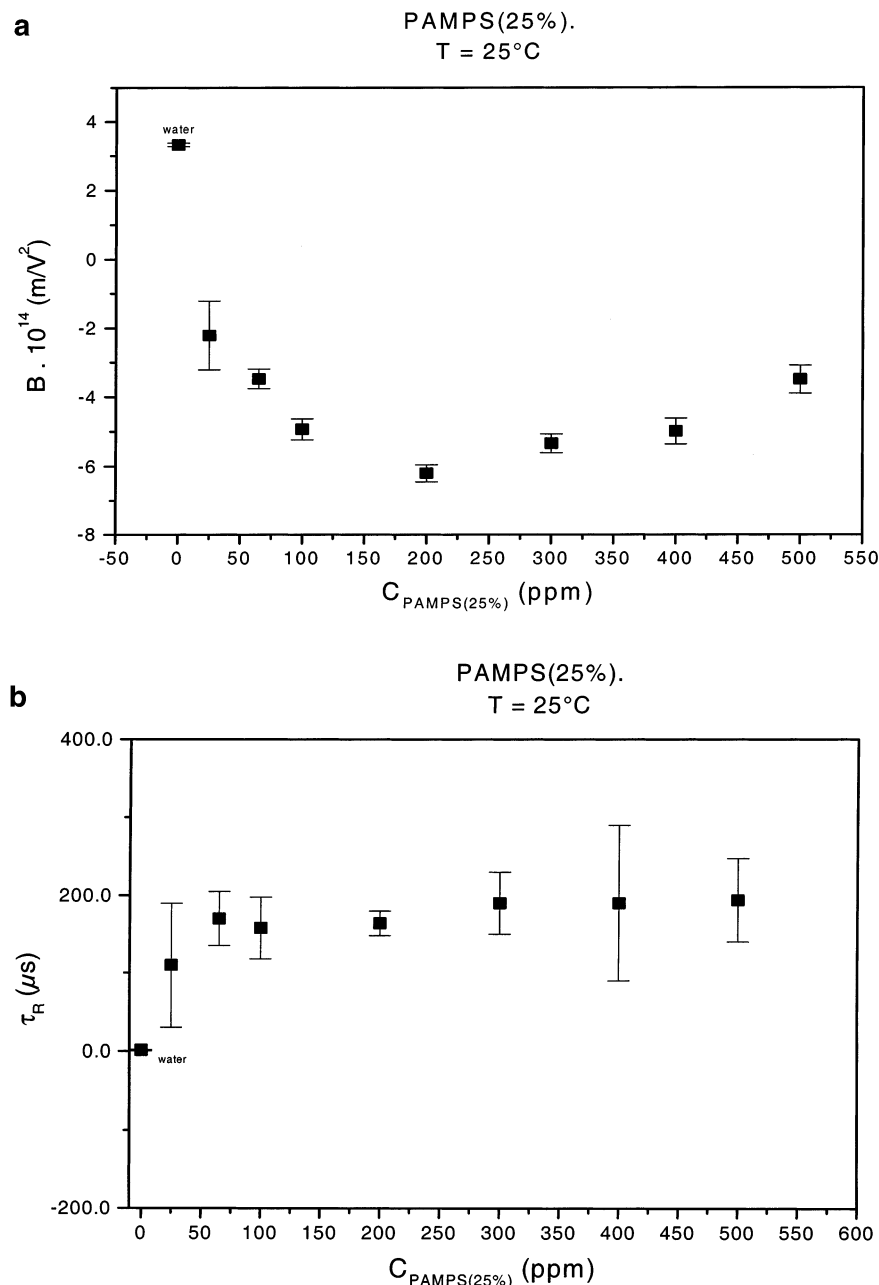 a
PAMPS(25%).
T = 25°C
4
2
0
-2
-4
-6
-8
water
B . 10^14 (m/V^2)
-50 0 50 100 150 200 250 300 350 400 450 500 550
C_PAMPS(25%) (ppm)
b
PAMPS(25%).
T = 25°C
400.0
200.0
0.0
-200.0
water
τ_R (μs)
0 50 100 150 200 250 300 350 400 450 500 550 600
C_PAMPS(25%) (ppm)